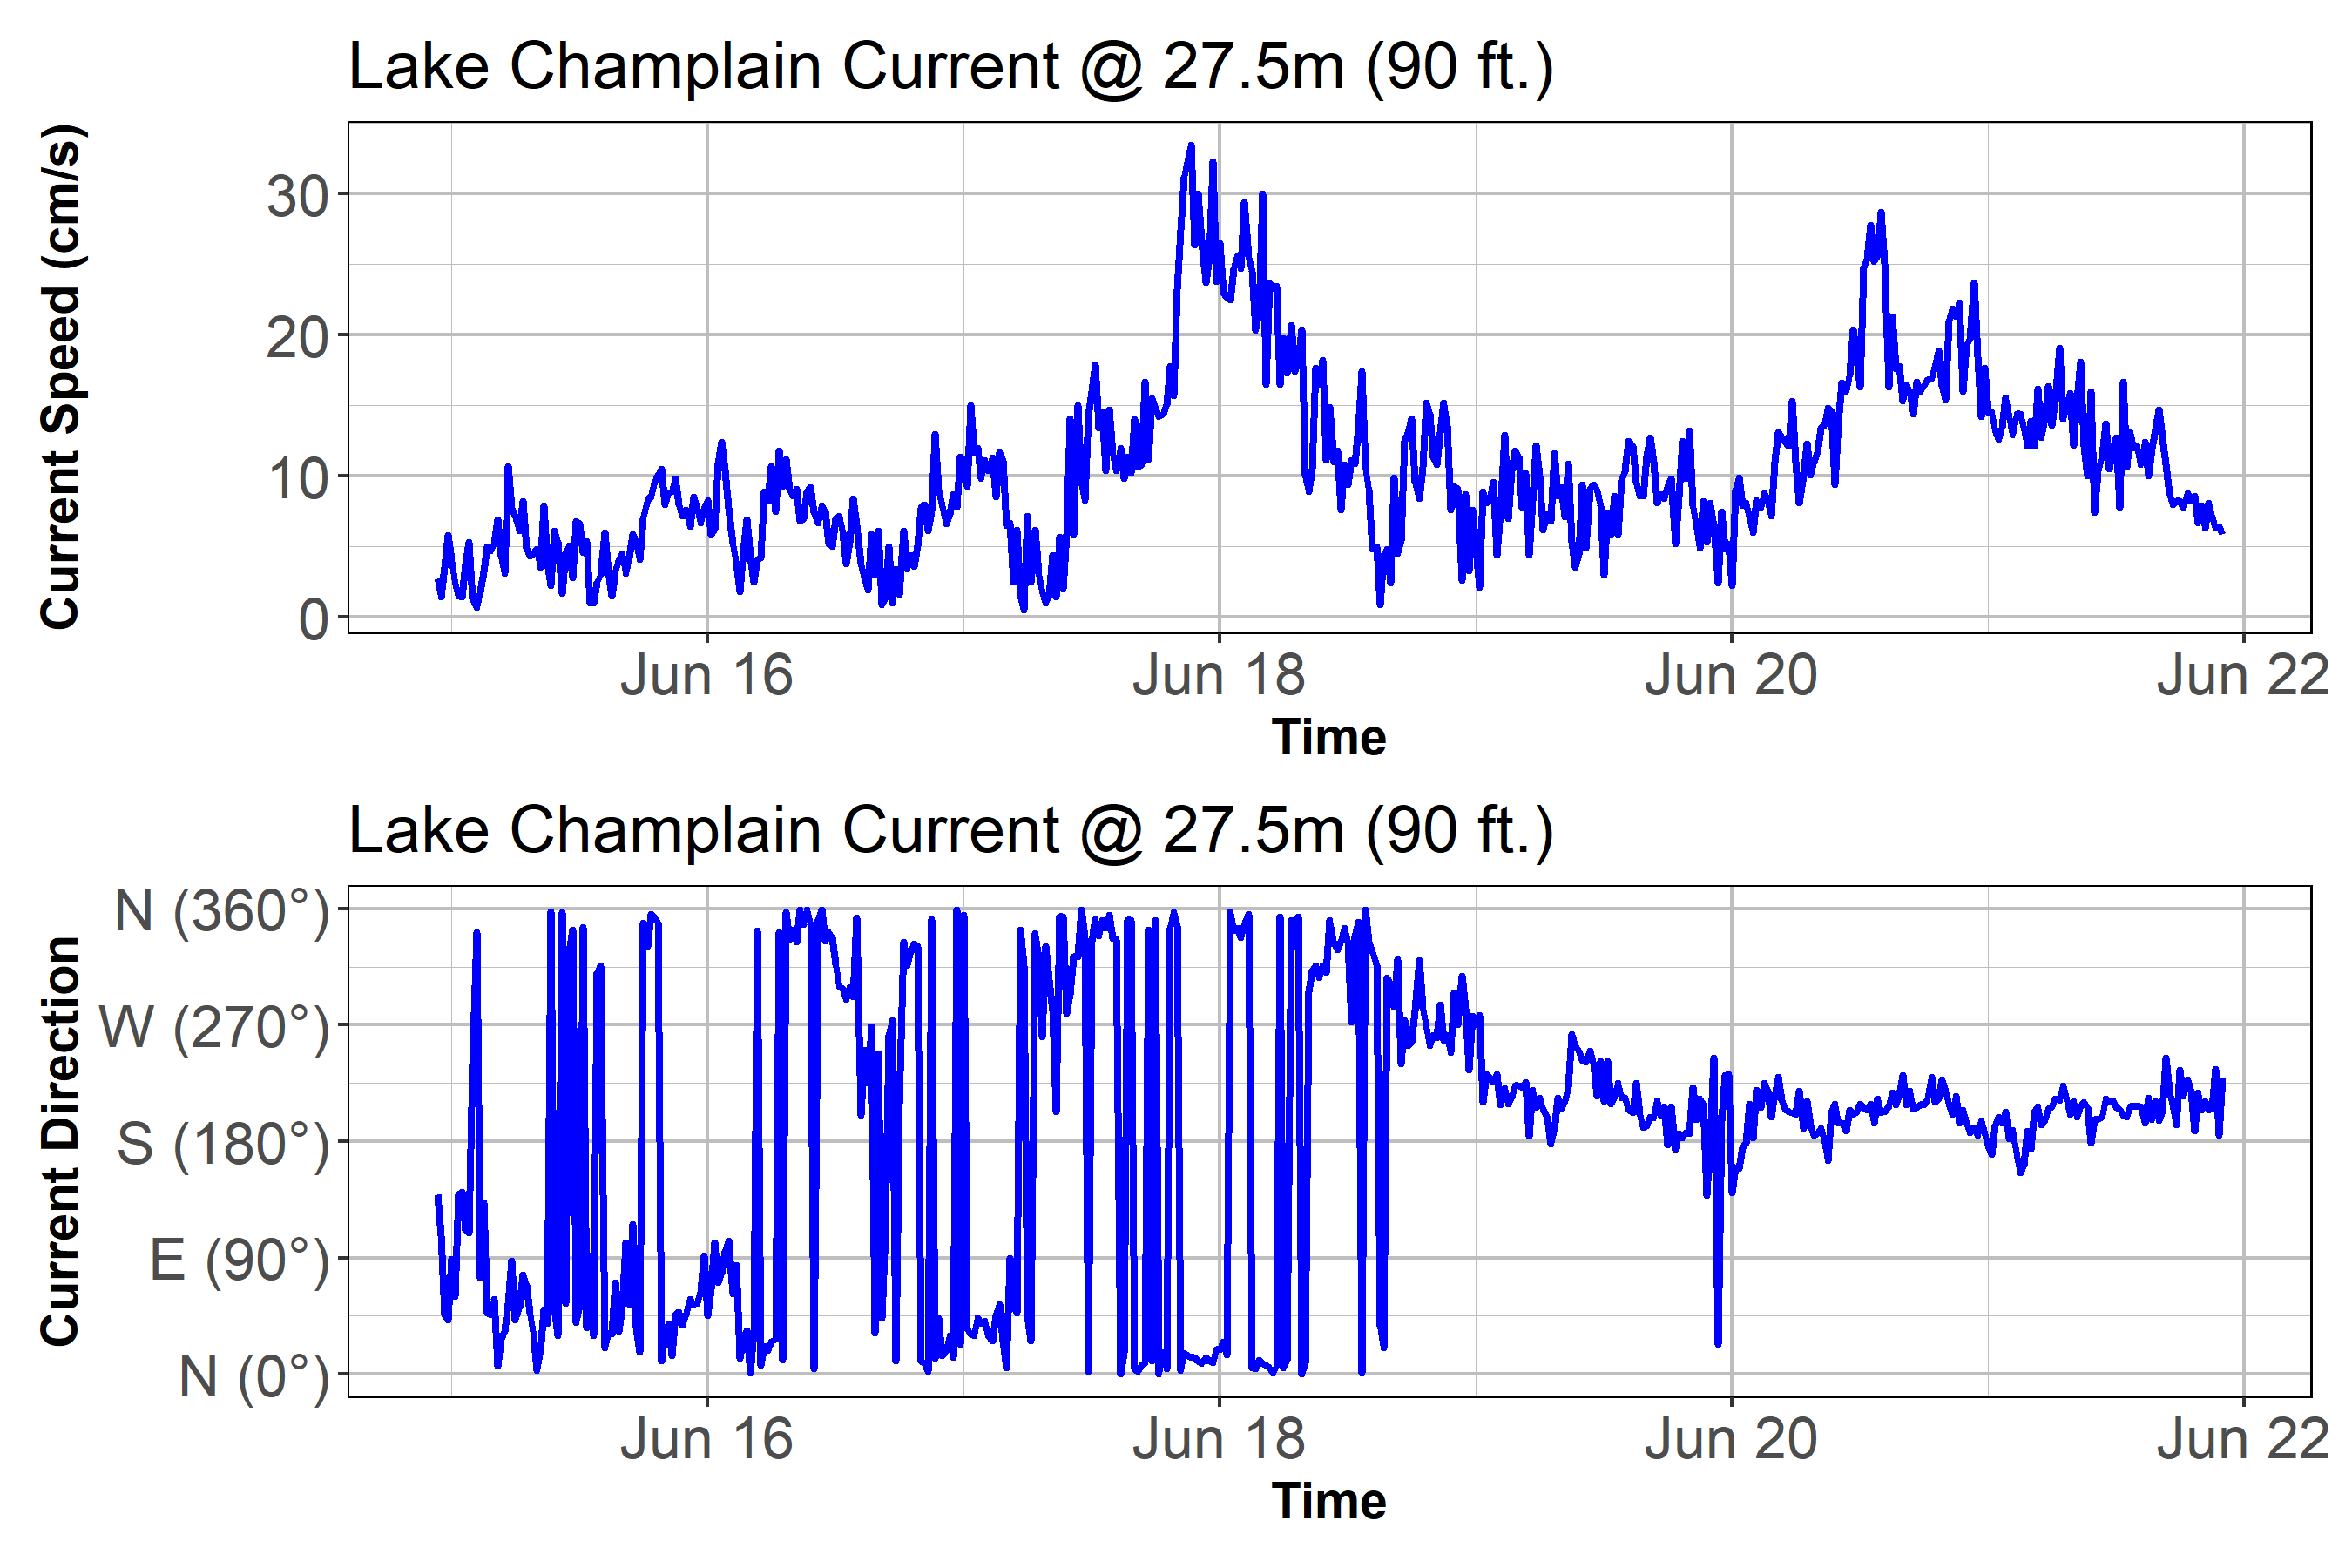 Lake Champlain Current @ 27.5m (90 ft.)
Current Speed (cm/s)
30
20
10
0
Jun 16 Jun 18 Jun 20 Jun 22
Time
Lake Champlain Current @ 27.5m (90 ft.)
Current Direction
N (360°)
W (270°)
S (180°)
E (90°)
N (0°)
Jun 16 Jun 18 Jun 20 Jun 22
Time